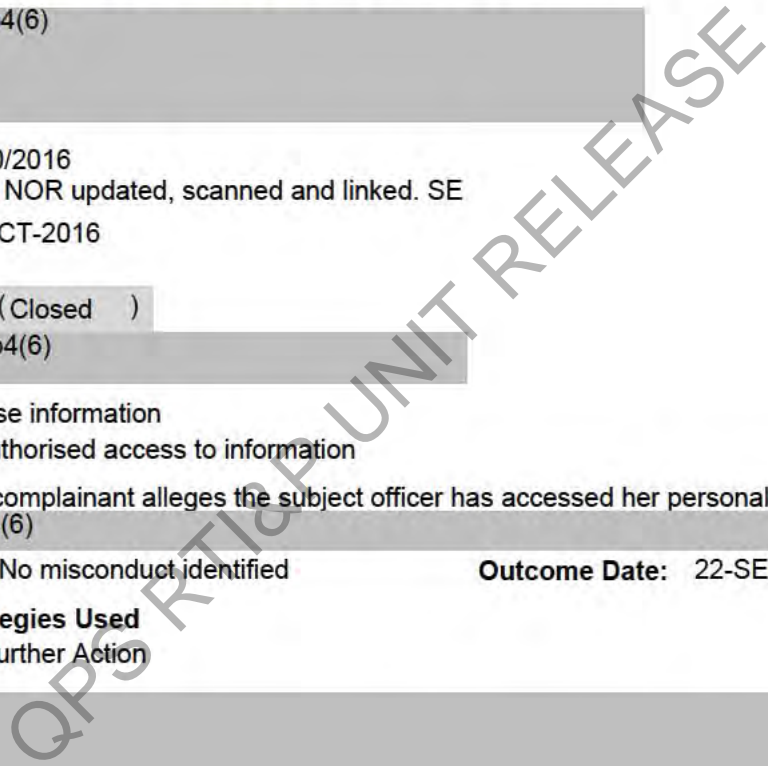 4(6)
0/2016
NOR updated, scanned and linked. SE
CT-2016
(Closed )
4(6)
se information
thorised access to information
complainant alleges the subject officer has accessed her personal
(6)
No misconduct identified Outcome Date: 22-SE
egies Used
urther Action
QPS RTI&P UNIT RELEASE